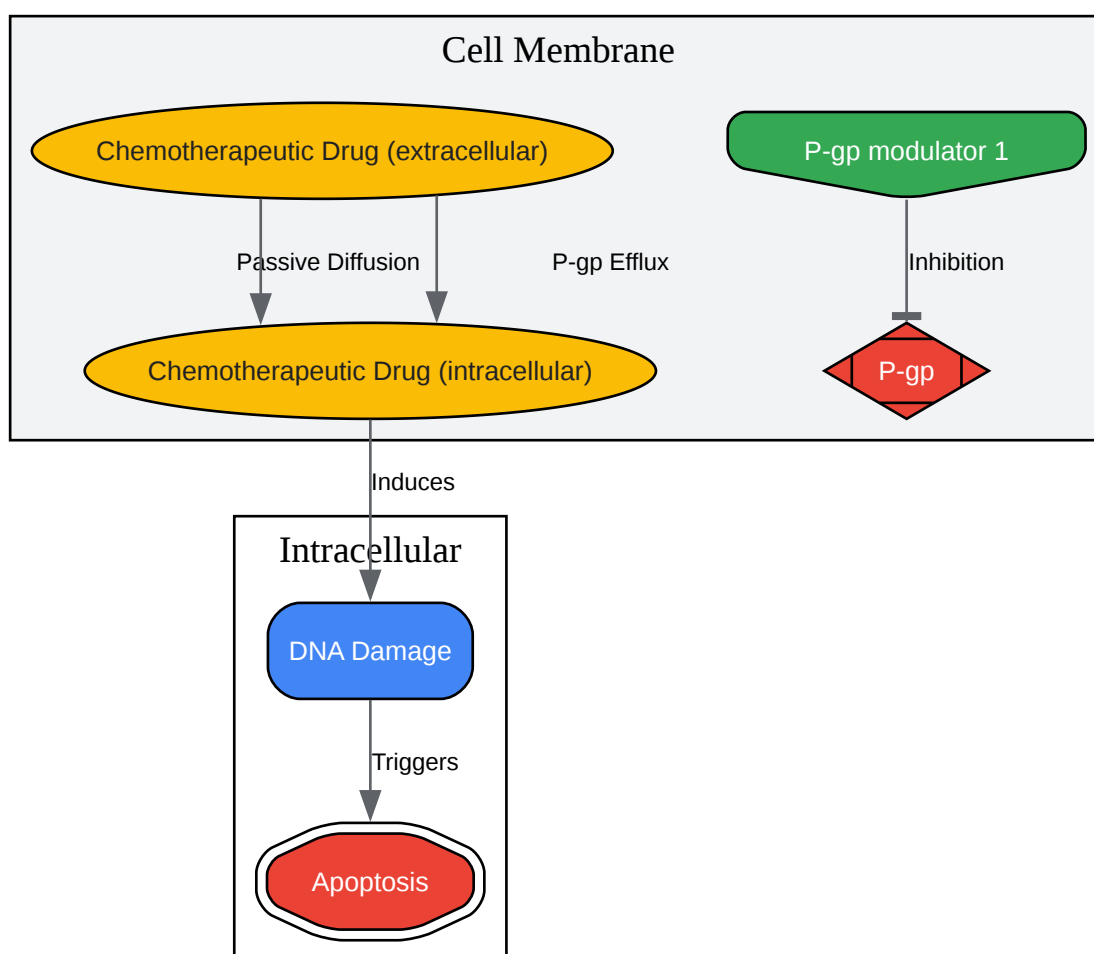 Cell Membrane
Chemotherapeutic Drug (extracellular)
P-gp modulator 1
Passive Diffusion
P-gp Efflux
Inhibition
Chemotherapeutic Drug (intracellular)
P-gp
Induces
Intracellular
DNA Damage
Triggers
Apoptosis